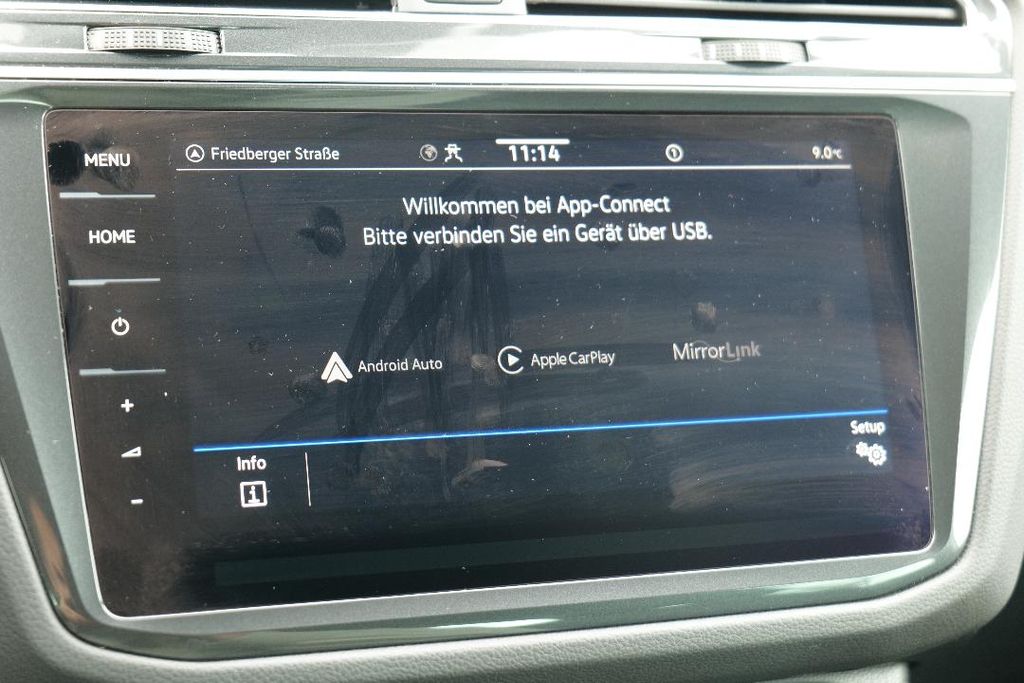 MENU
Friedberger Straße
11:14
1
9.0°C
HOME
Willkommen bei App-Connect
Bitte verbinden Sie ein Gerät über USB.
Android Auto
Apple CarPlay
MirrorLink
+
-
Setup
Info
i